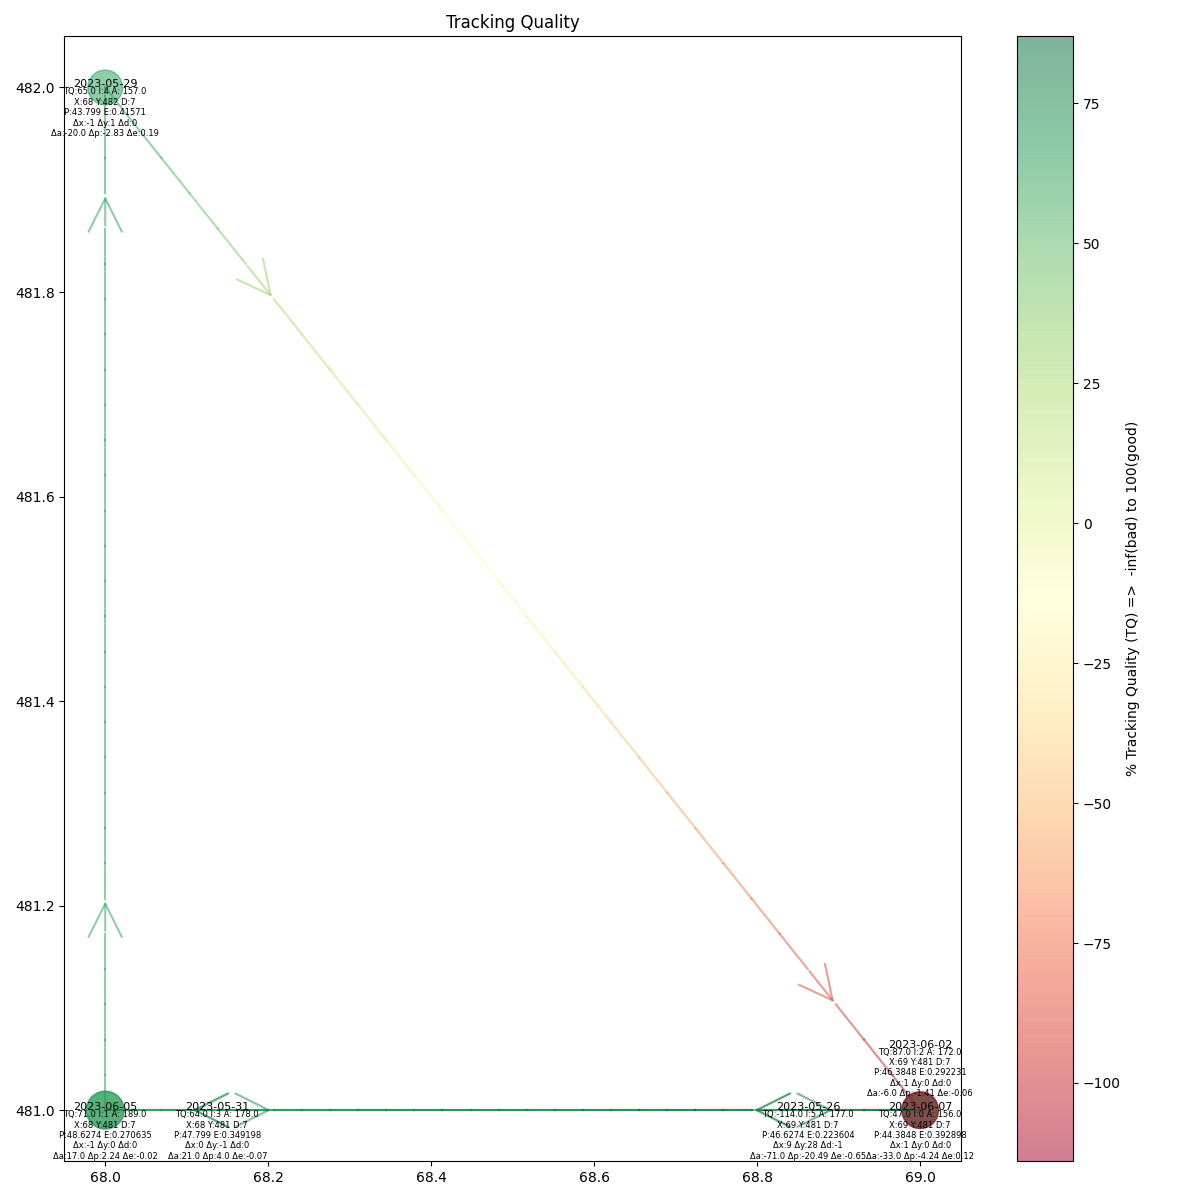 Tracking Quality
482.0
481.8
481.6
481.4
481.2
481.0
2023-05-29
TQ:65.0 I:4 A: 157.0
X:68 Y:482 D:7
P:43.799 E:0.41571
Δx:-1 Δy:1 Δd:0
Δa:-20.0 Δp:-2.83 Δe:0.19
2023-06-02
TQ:87.0 I:2 A: 172.0
X:69 Y:481 D:7
P:46.3848 E:0.292231
Δx:1 Δy:0 Δd:0
Δa:-6.0 Δp:-1.41 Δe:-0.06
2023-06-05
TQ:71.0 I:1 A: 189.0
X:68 Y:481 D:7
P:48.6274 E:0.270635
Δx:-1 Δy:0 Δd:0
Δa:17.0 Δp:2.24 Δe:-0.02
2023-05-31
TQ:64.0 I:3 A: 178.0
X:68 Y:481 D:7
P:47.799 E:0.349198
Δx:0 Δy:-1 Δd:0
Δa:21.0 Δp:4.0 Δe:-0.07
2023-05-26
TQ:-114.0 I:5 A: 177.0
X:69 Y:481 D:7
P:46.6274 E:0.223604
Δx:9 Δy:28 Δd:-1
Δa:-71.0 Δp:-20.49 Δe:-0.65
2023-06-07
TQ:47.0 I:0 A: 156.0
X:69 Y:481 D:7
P:44.3848 E:0.392898
Δx:1 Δy:0 Δd:0
Δa:-33.0 Δp:-4.24 Δe:0.12
68.0
68.2
68.4
68.6
68.8
69.0
75
50
25
0
−25
−50
−75
−100
% Tracking Quality (TQ) => -inf(bad) to 100(good)